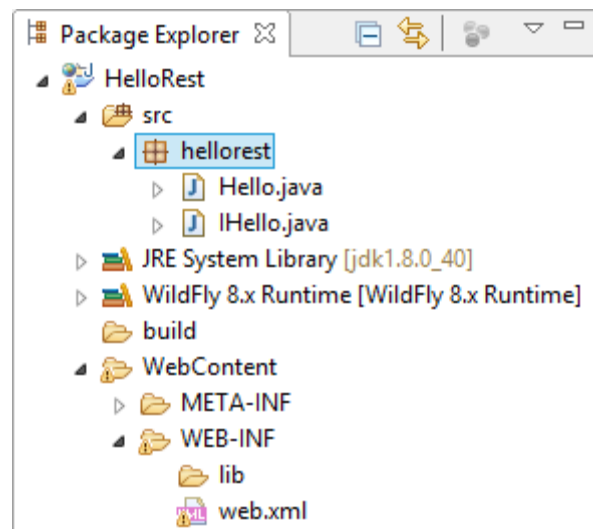 Package Explorer
HelloRest
src
hellorest
Hello.java
IHello.java
JRE System Library [jdk1.8.0_40]
WildFly 8.x Runtime [WildFly 8.x Runtime]
build
WebContent
META-INF
WEB-INF
lib
web.xml